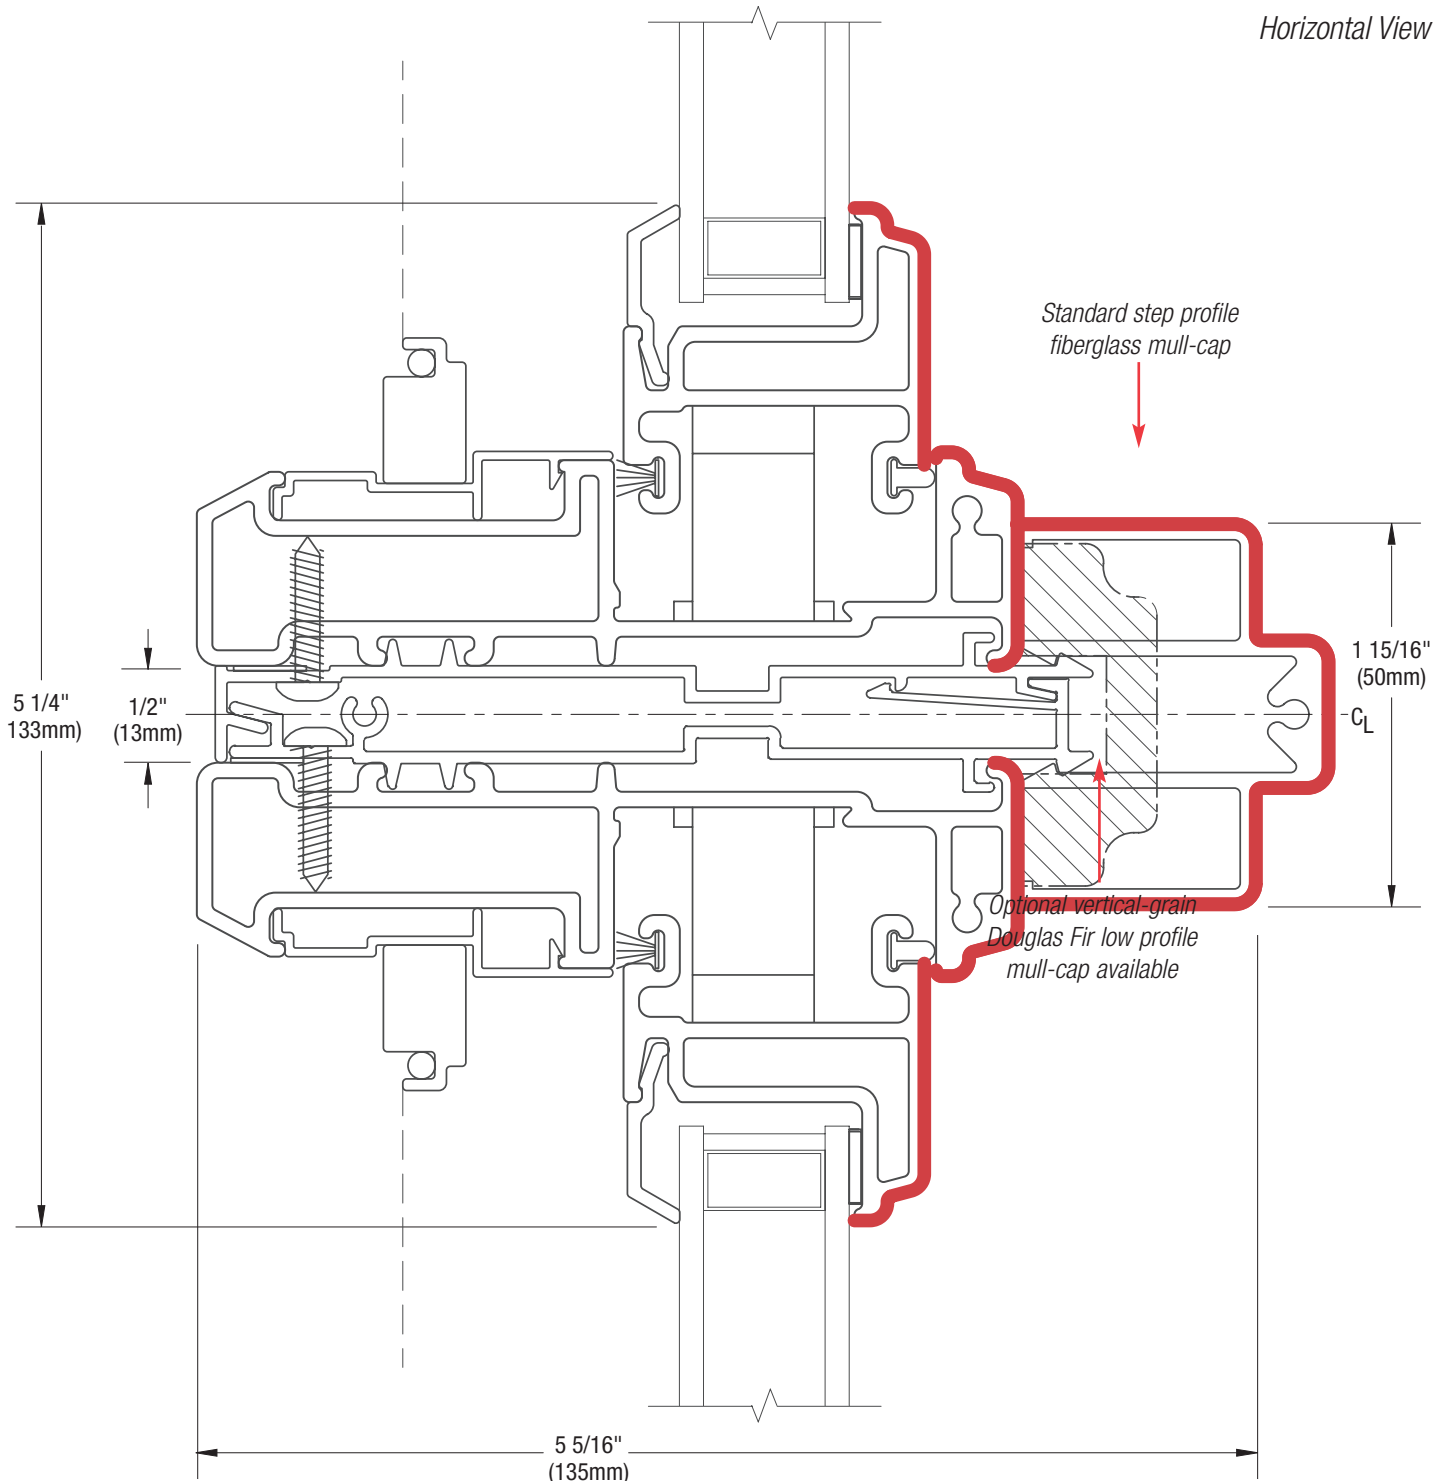 Horizontal View
Standard step profile
fiberglass mull-cap
5 1/4"
133mm)
1/2"
(13mm)
1 15/16"
(50mm)
CL
Optional vertical-grain
Douglas Fir low profile
mull-cap available
5 5/16"
(135mm)